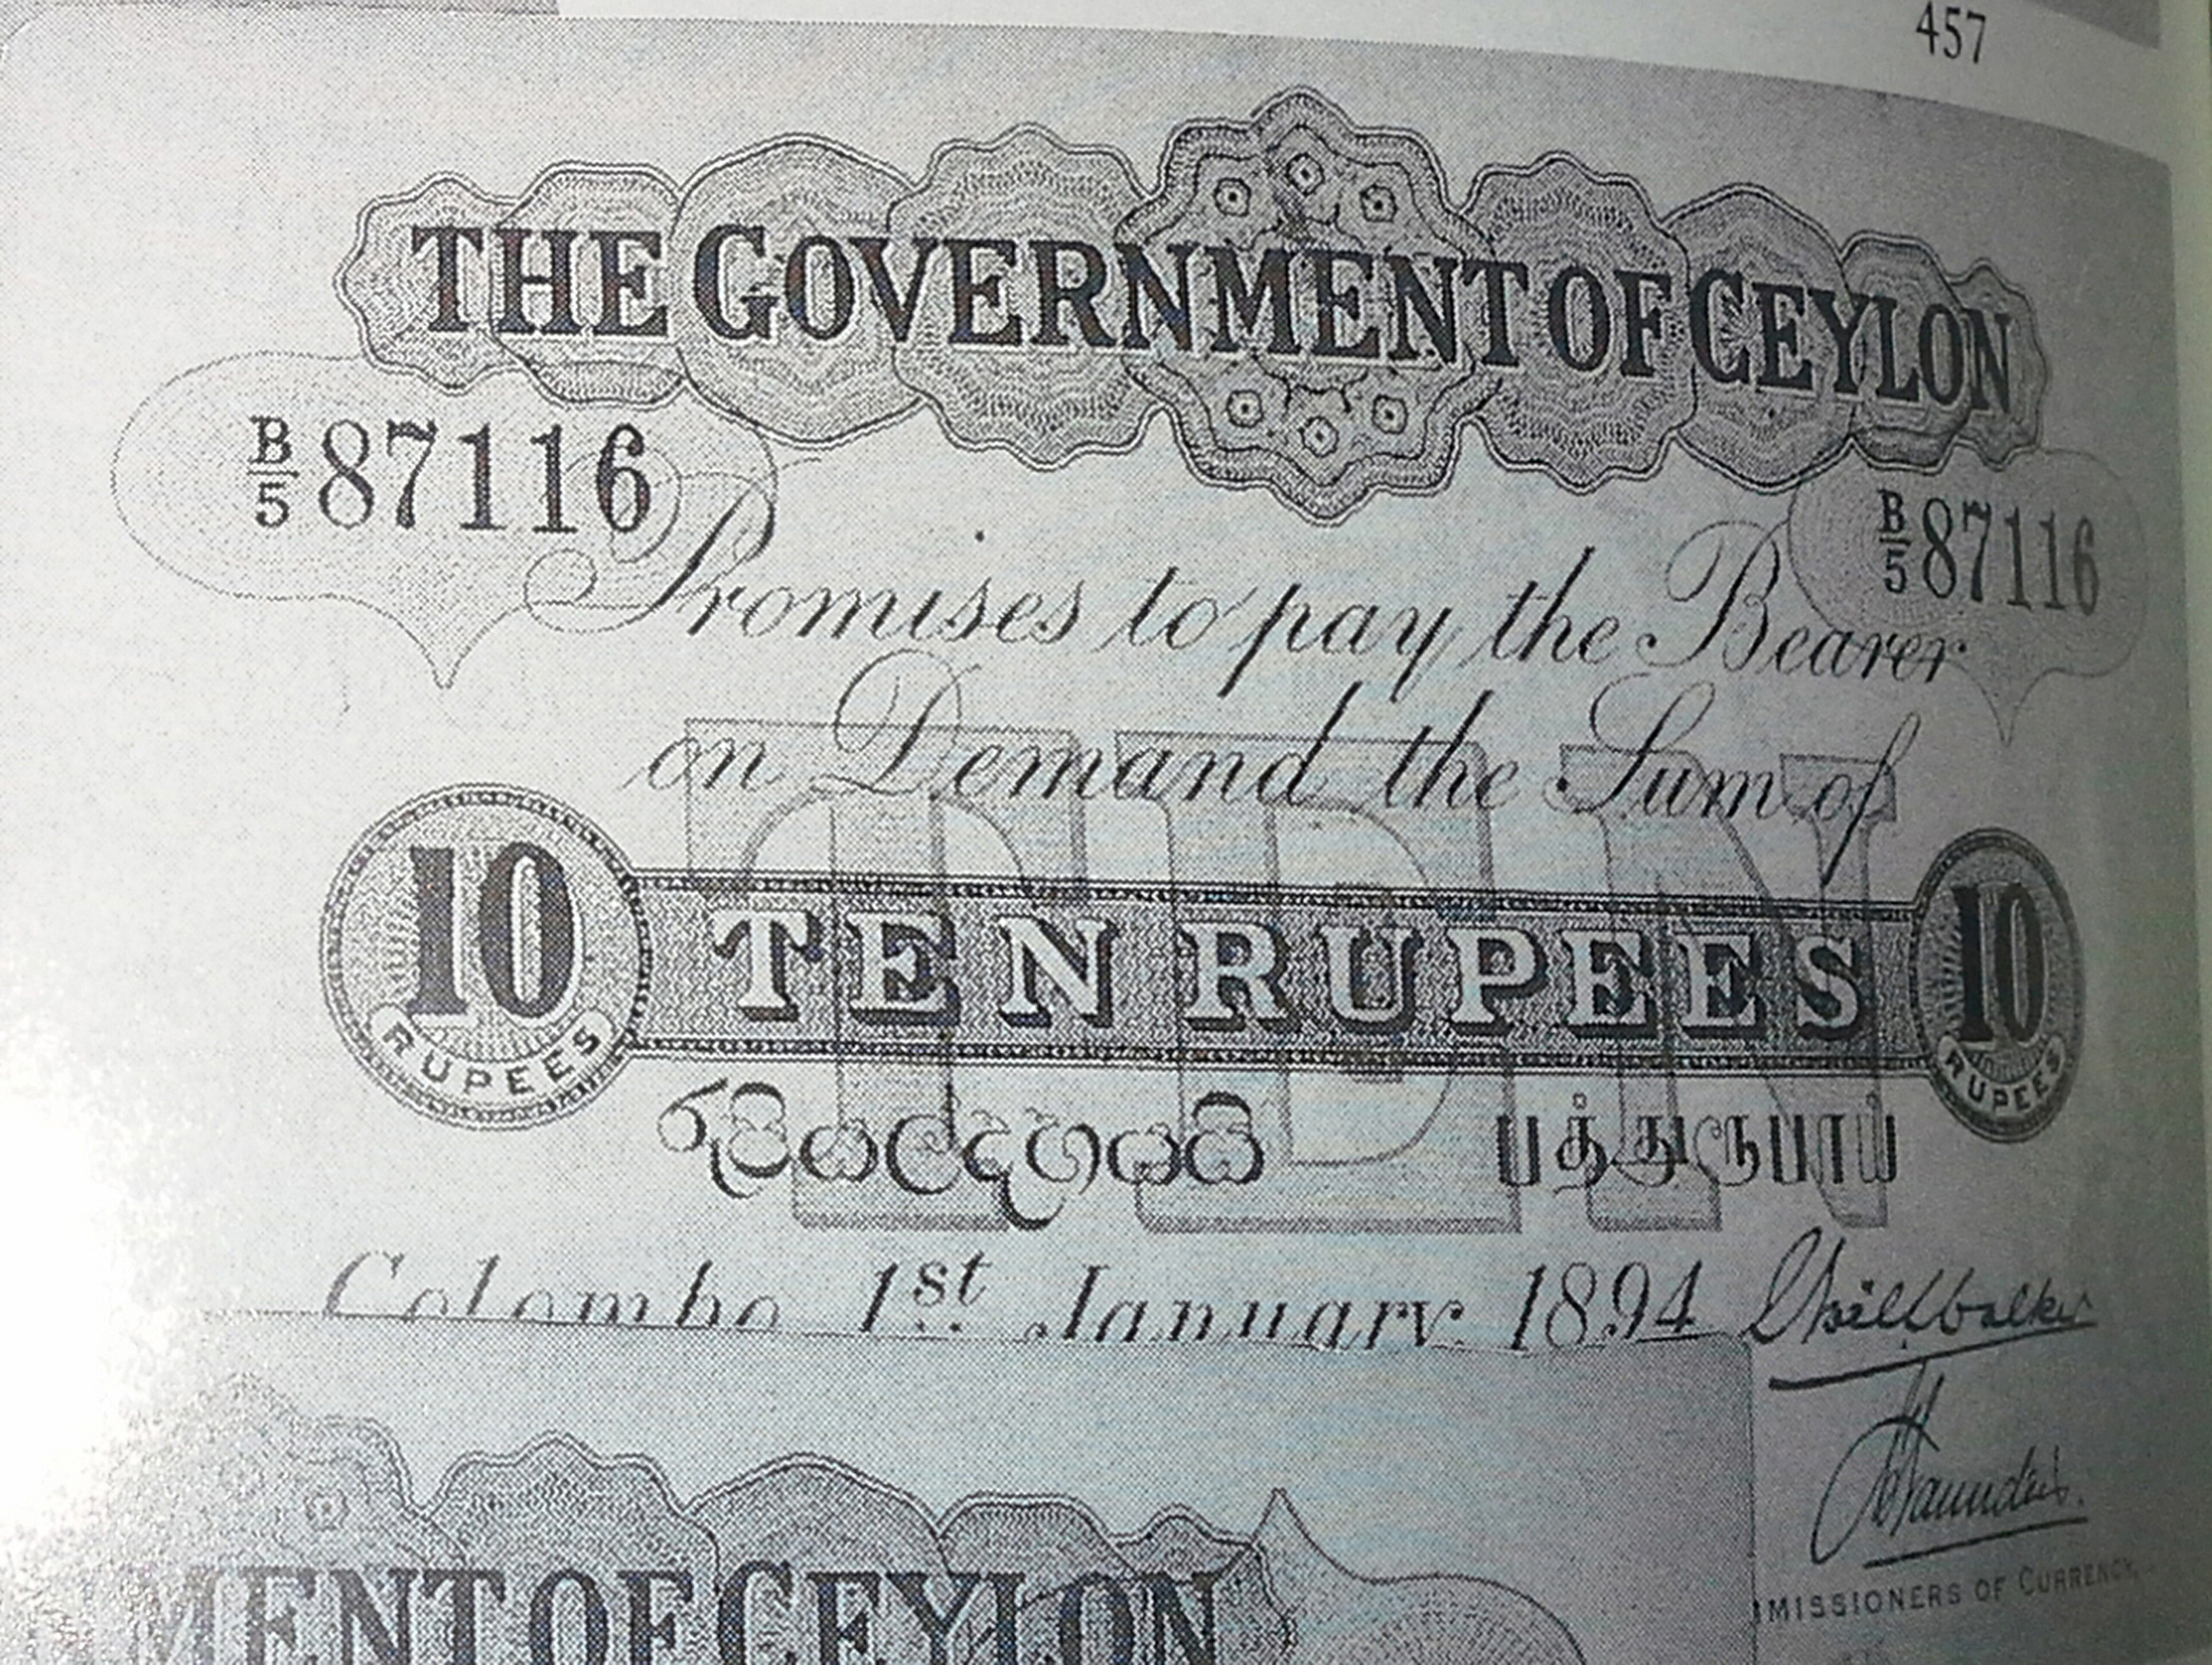 457
THE GOVERNMENT OF CEYLON
B/5 87116
B/5 87116
Promises to pay the Bearer
on Demand the Sum of
TEN
10 RUPEES
TEN RUPEES
10 RUPEES
රුපියල්දහයයි
பத்துரூபாய்
Colombo 1st January 1894
MISSIONERS OF CURRENCY.
MENT OF CEYLON